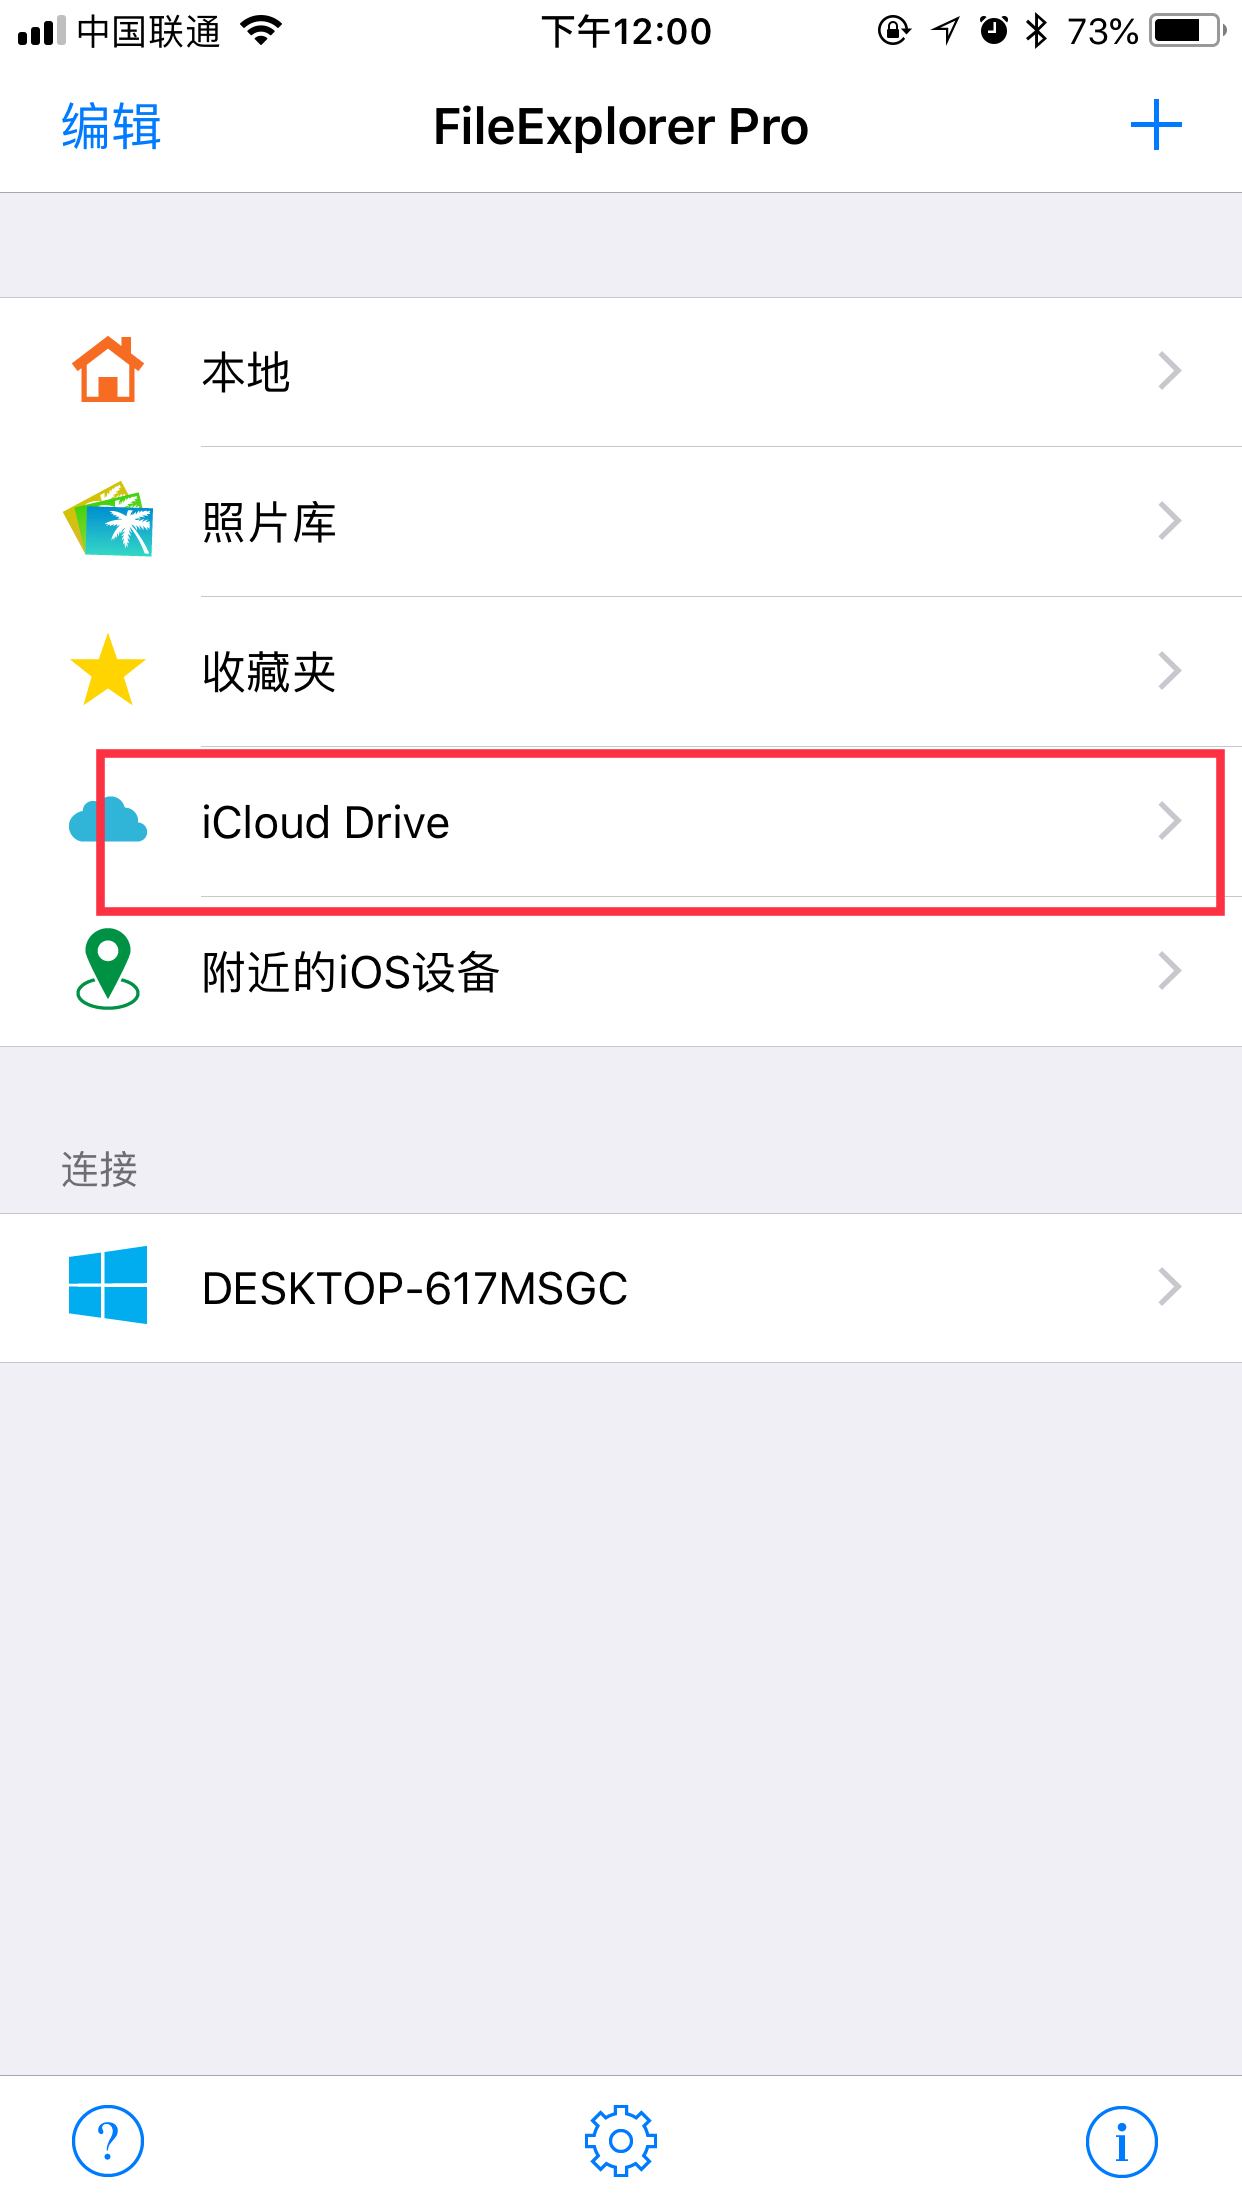 中国联通 下午12:00 73%
编辑 FileExplorer Pro
本地
照片库
收藏夹
iCloud Drive
附近的iOS设备
连接
DESKTOP-617MSGC
? i